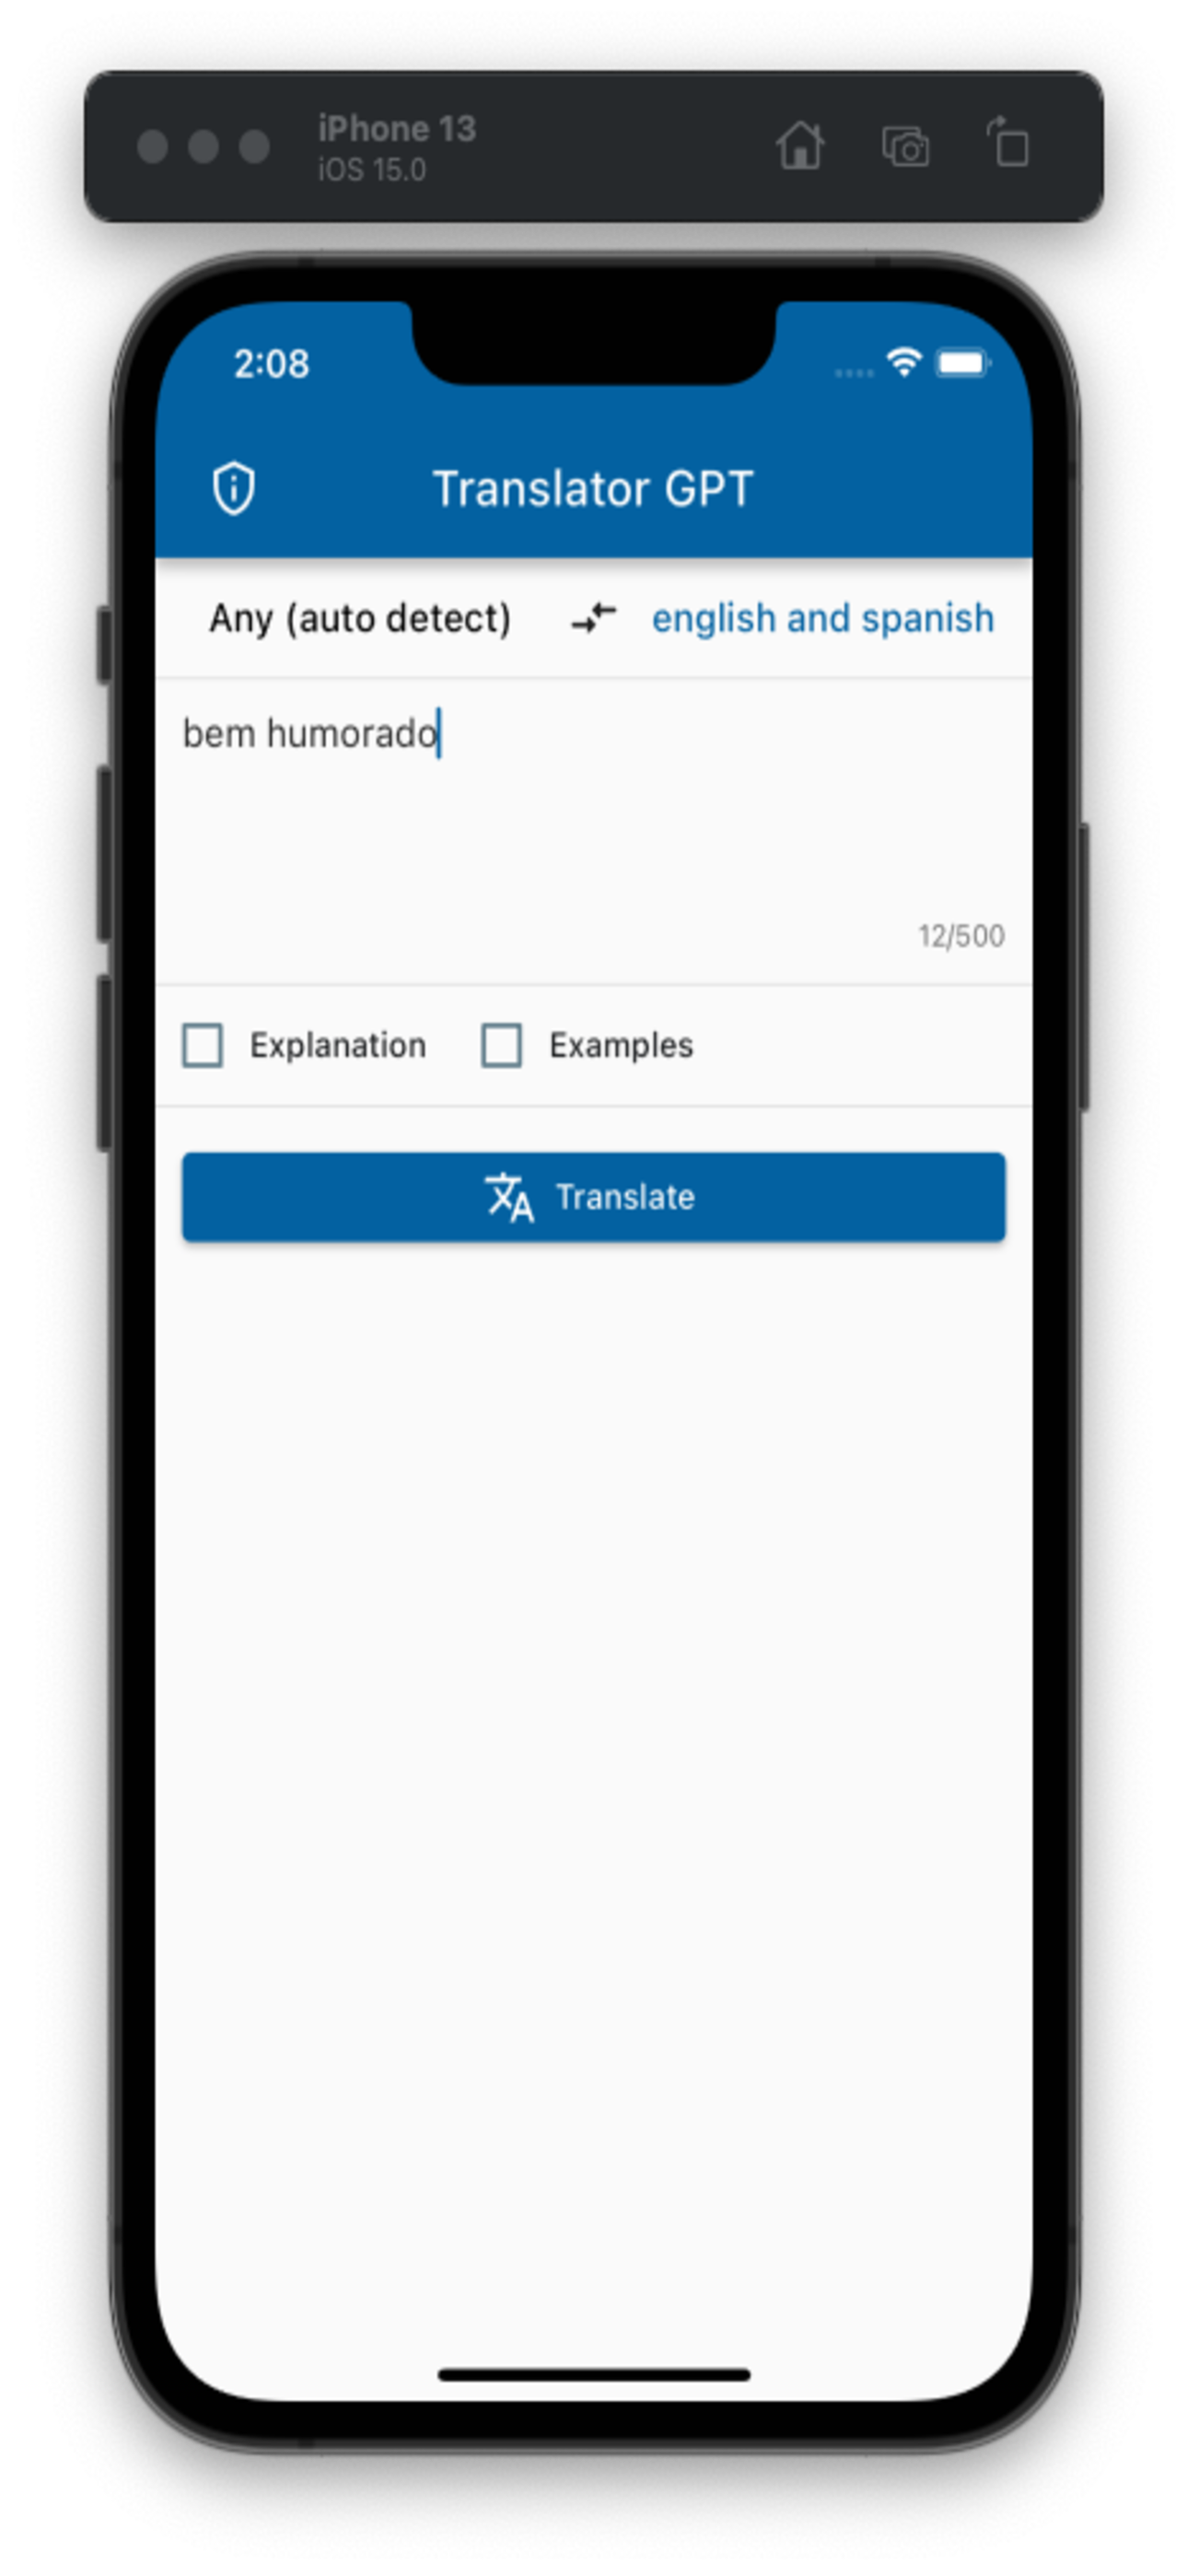 iPhone 13
iOS 15.0
2:08
Translator GPT
Any (auto detect) english and spanish
bem humorado
12/500
Explanation Examples
Translate